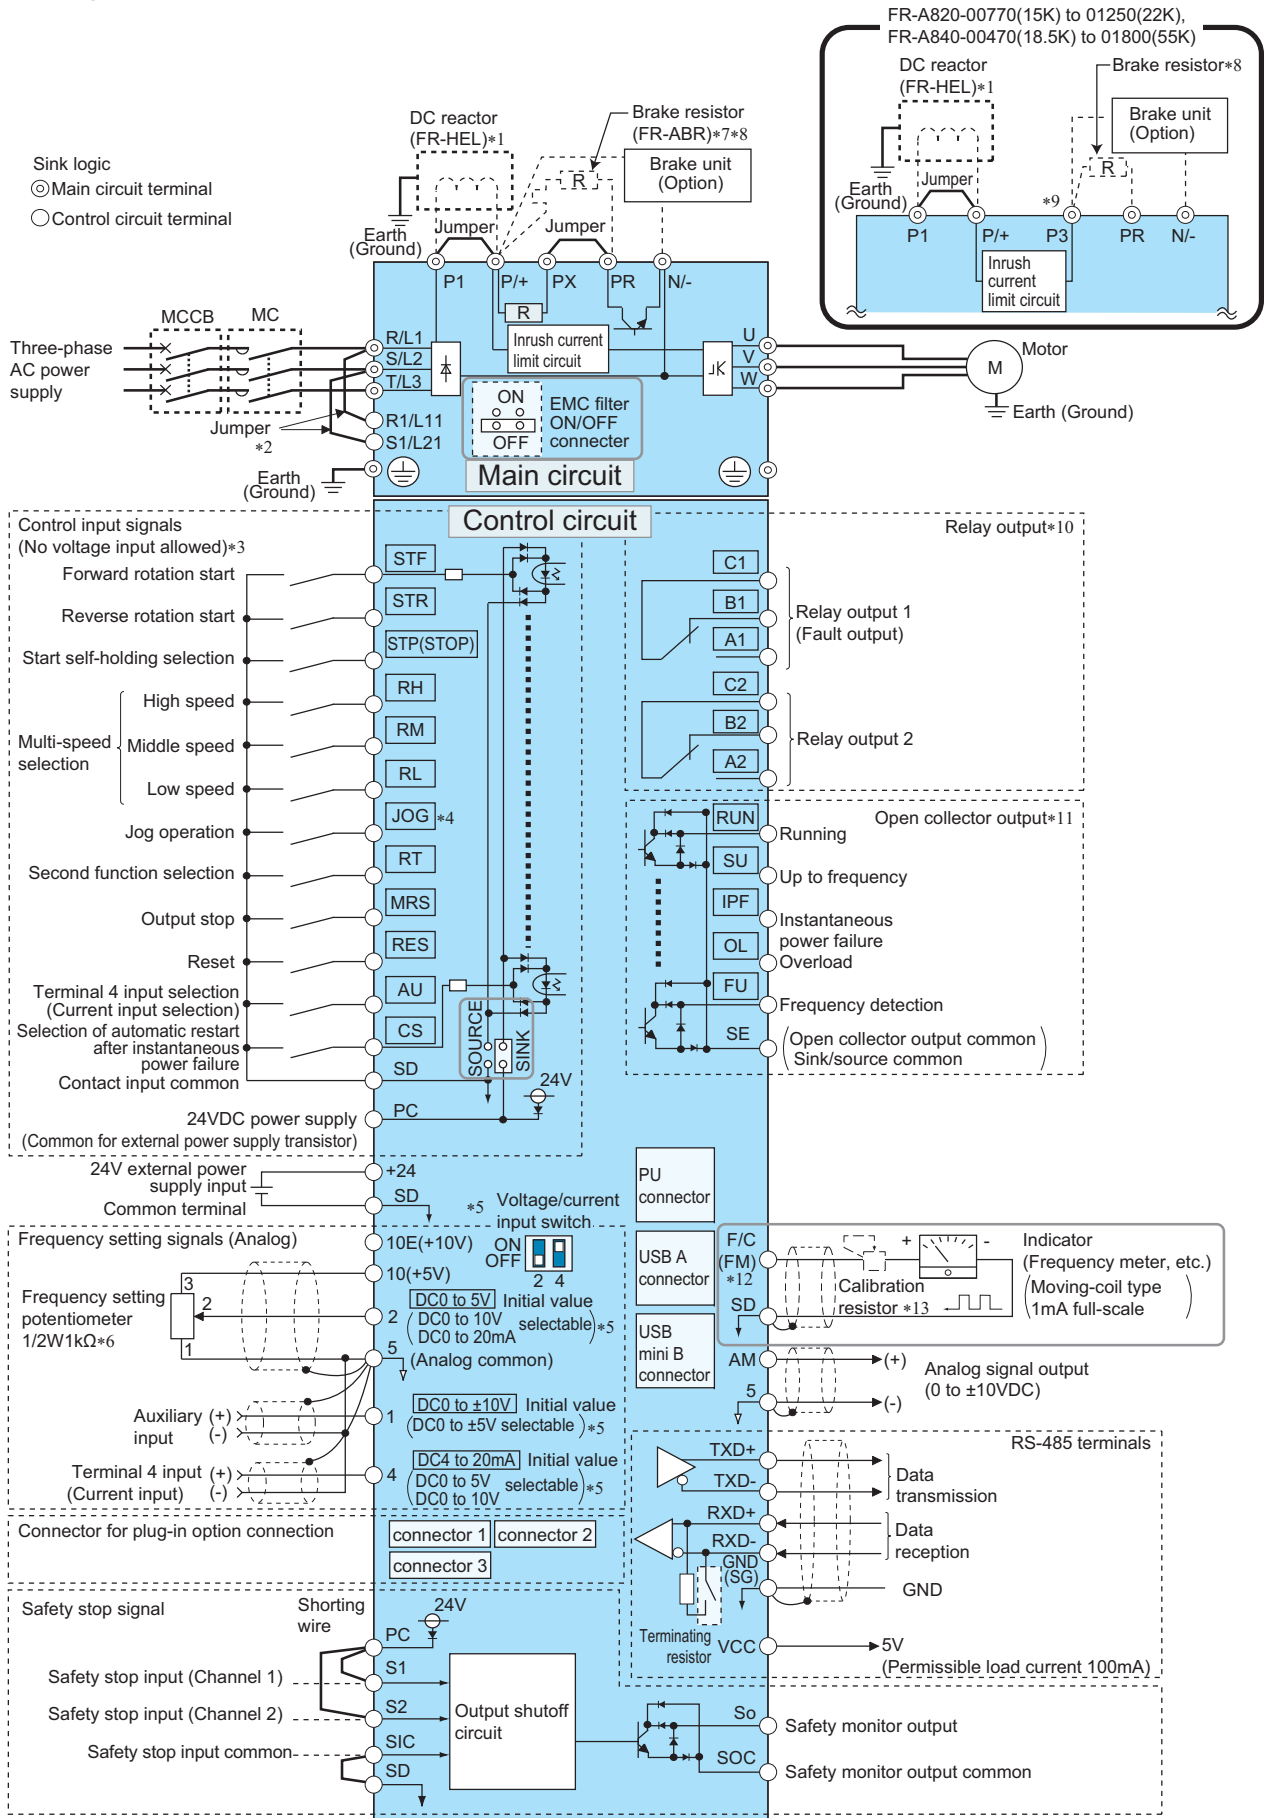 FR-A820-00770(15K) to 01250(22K),
FR-A840-00470(18.5K) to 01800(55K)
DC reactor
(FR-HEL)*1
Brake resistor*8
Brake unit
(Option)
R
Earth
(Ground)
Jumper
*9
P1
P/+
P3
PR
N/-
Inrush
current
limit circuit
Sink logic
Main circuit terminal
Control circuit terminal
DC reactor
(FR-HEL)*1
Brake resistor
(FR-ABR)*7*8
Brake unit
(Option)
R
Earth
(Ground)
Jumper
Jumper
P1
P/+
PX
PR
N/-
R
Inrush current
limit circuit
MCCB
MC
Three-phase
AC power
supply
R/L1
S/L2
T/L3
R1/L11
S1/L21
Jumper
*2
Earth
(Ground)
ON
OFF
EMC filter
ON/OFF
connecter
U
V
W
Motor
M
Earth (Ground)
Main circuit
Control circuit
Control input signals
(No voltage input allowed)*3
Forward rotation start
STF
Reverse rotation start
STR
Start self-holding selection
STP(STOP)
Multi-speed
selection
High speed
RH
Middle speed
RM
Low speed
RL
Jog operation
JOG *4
Second function selection
RT
Output stop
MRS
Reset
RES
Terminal 4 input selection
(Current input selection)
AU
Selection of automatic restart
after instantaneous
power failure
CS
Contact input common
SD
SOURCE
SINK
24V
24VDC power supply
(Common for external power supply transistor)
PC
Relay output*10
C1
B1
A1
Relay output 1
(Fault output)
C2
B2
A2
Relay output 2
Open collector output*11
RUN
Running
SU
Up to frequency
IPF
Instantaneous
power failure
OL
Overload
FU
Frequency detection
SE
Open collector output common
Sink/source common
24V external power
supply input
+24
Common terminal
SD
*5
Voltage/current
input switch
ON
OFF
2 4
Frequency setting signals (Analog)
10E(+10V)
10(+5V)
Frequency setting
potentiometer
1/2W1kΩ*6
3
2
1
2
DC0 to 5V Initial value
(DC0 to 10V
DC0 to 20mA selectable)*5
5
(Analog common)
Auxiliary (+)
input (-)
1
DC0 to ±10V Initial value
(DC0 to ±5V selectable)*5
Terminal 4 input (+)
(Current input) (-)
4
DC4 to 20mA Initial value
(DC0 to 5V
DC0 to 10V selectable)*5
PU
connector
USB A
connector
USB
mini B
connector
F/C
(FM)
*12
SD
+
-
Calibration
resistor *13
Indicator
(Frequency meter, etc.)
(Moving-coil type
1mA full-scale)
AM
(+)
Analog signal output
(0 to ±10VDC)
5
(-)
RS-485 terminals
TXD+
TXD-
Data
transmission
RXD+
RXD-
Data
reception
GND
(SG)
GND
Terminating
resistor
VCC
5V
(Permissible load current 100mA)
Connector for plug-in option connection
connector 1
connector 2
connector 3
Safety stop signal
Shorting
wire
24V
PC
Safety stop input (Channel 1)
S1
Safety stop input (Channel 2)
S2
Safety stop input common
SIC
SD
Output shutoff
circuit
So
Safety monitor output
SOC
Safety monitor output common